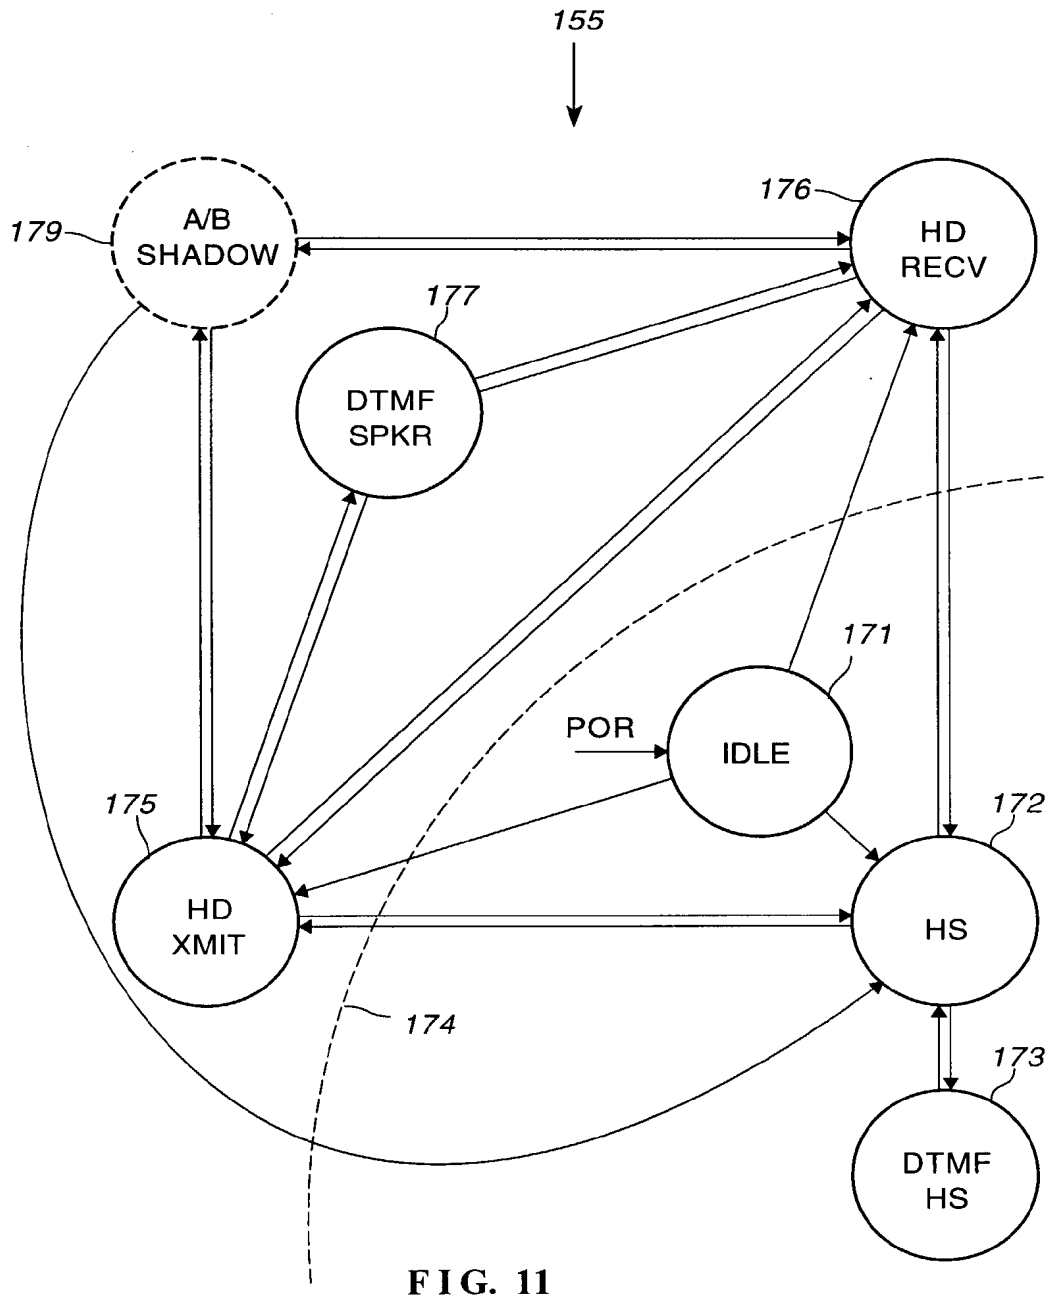 155
176
A/B
SHADOW
179
HD
RECV
177
DTMF
SPKR
171
POR
IDLE
175
172
HD
XMIT
HS
174
173
DTMF
HS
FIG. 11